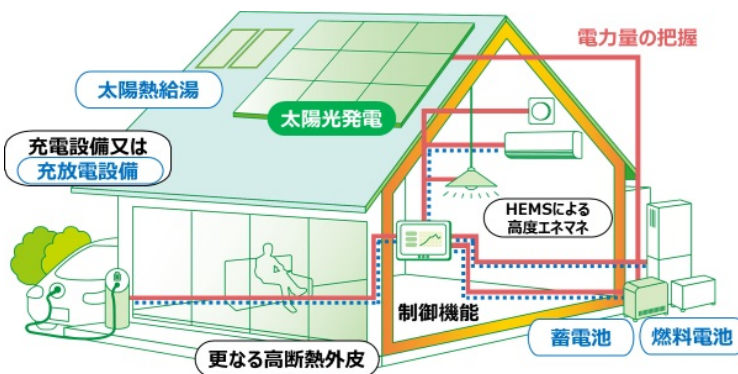 電力量の把握
太陽熱給湯
太陽光発電
充電設備又は
充放電設備
HEMSによる
高度エネマネ
制御機能
蓄電池
燃料電池
更なる高断熱外皮